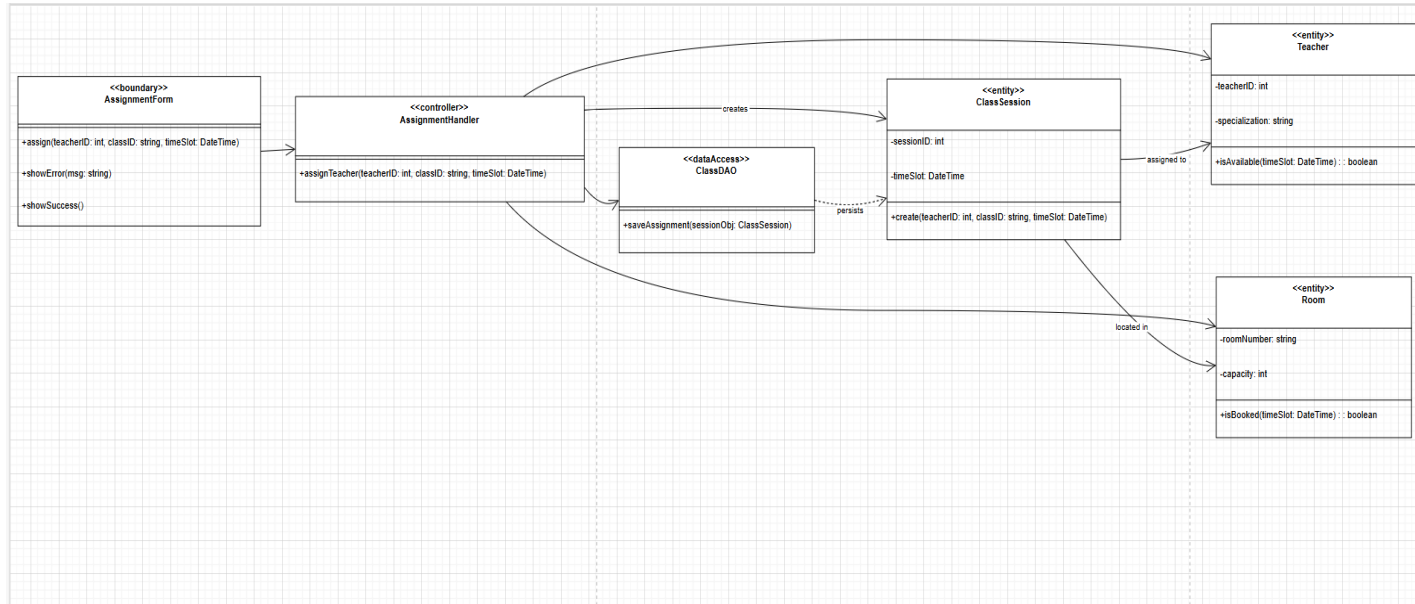 <<boundary>>
AssignmentForm
+assign(teacherID: int, classID: string, timeSlot: DateTime)
+showError(msg: string)
+showSuccess()
<<controller>>
AssignmentHandler
+assignTeacher(teacherID: int, classID: string, timeSlot: DateTime)
<<dataAccess>>
ClassDAO
+saveAssignment(sessionObj: ClassSession)
creates
persists
<<entity>>
ClassSession
-sessionID: int
-timeSlot: DateTime
+create(teacherID: int, classID: string, timeSlot: DateTime)
assigned to
located in
<<entity>>
Teacher
-teacherID: int
-specialization: string
+isAvailable(timeSlot: DateTime) : : boolean
<<entity>>
Room
-roomNumber: string
-capacity: int
+isBooked(timeSlot: DateTime) : : boolean